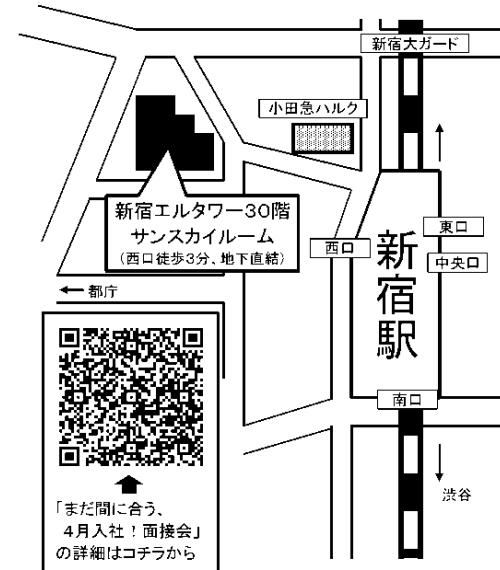 新宿大ガード
小田急ハルク
新宿エルタワー30階
サンスカイルーム
(西口徒歩3分、地下直結)
西口
新宿駅
東口
中央口
←都庁
南口
渋谷
「まだ間に合う、
4月入社！面接会」
の詳細はコチラから